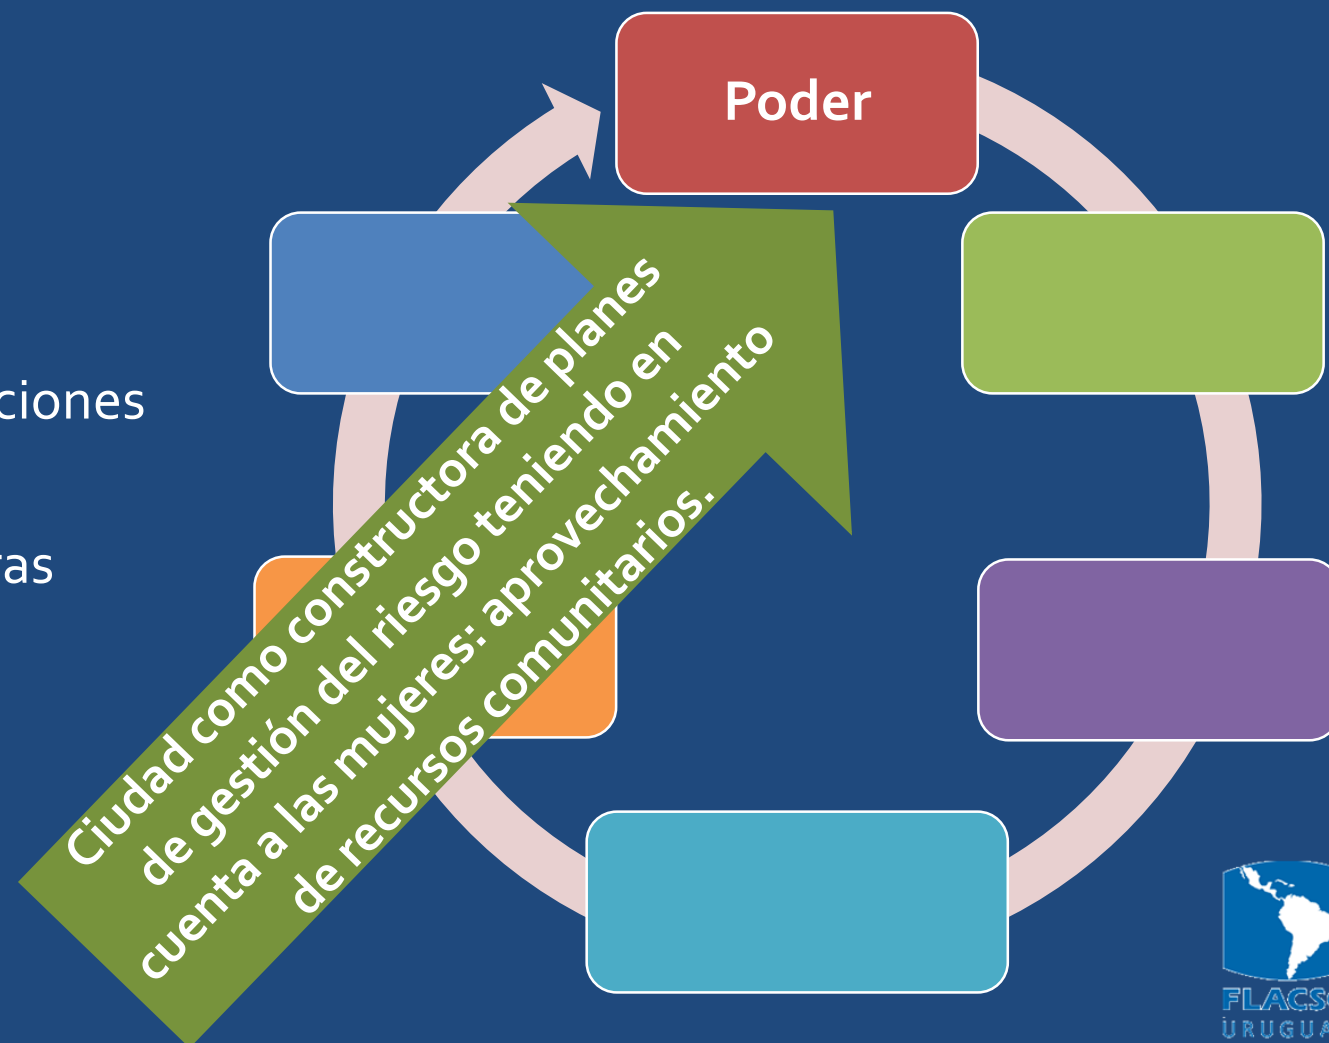 Poder
ciones
ras
Ciudad como constructora de planes
de gestión del riesgo teniendo en
cuenta a las mujeres: aprovechamiento
de recursos comunitarios.
FLACSO
URUGUA